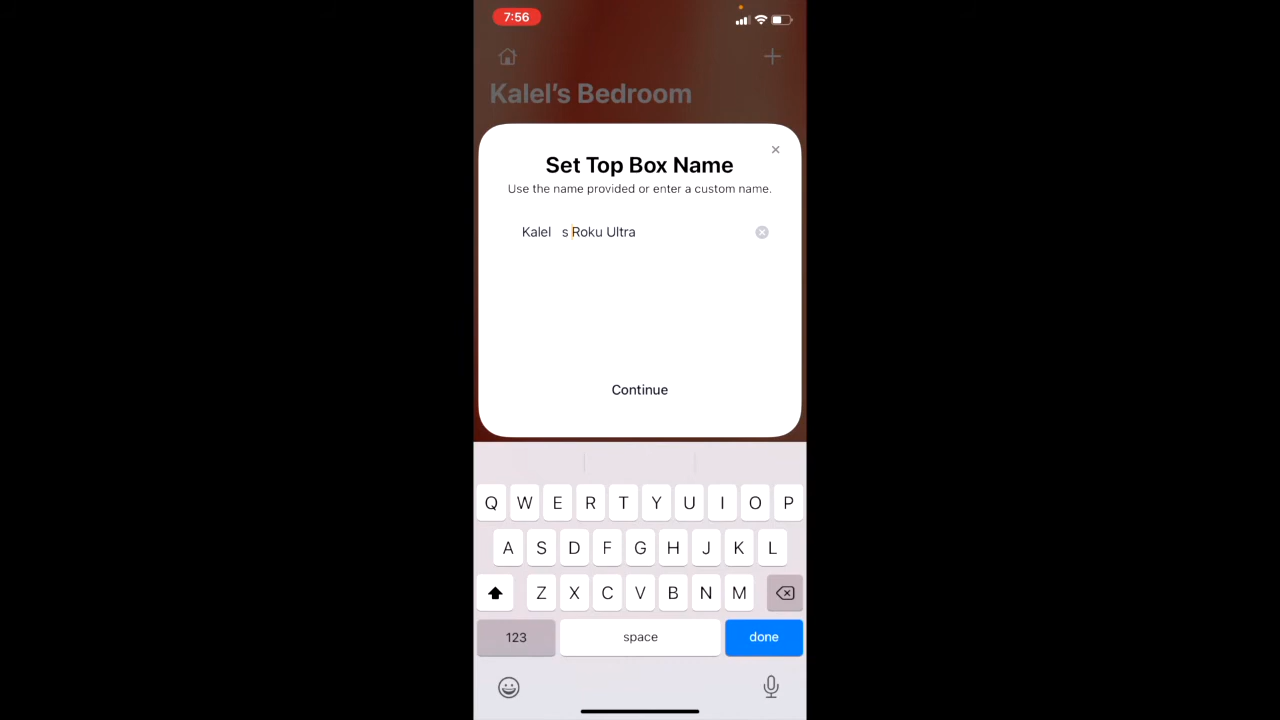 7:56
Kalel's Bedroom
Set Top Box Name
Use the name provided or enter a custom name.
Kalel s Roku Ultra
Continue
Q W E R T Y U I O P
A S D F G H J K L
Z X C V B N M
123 space done